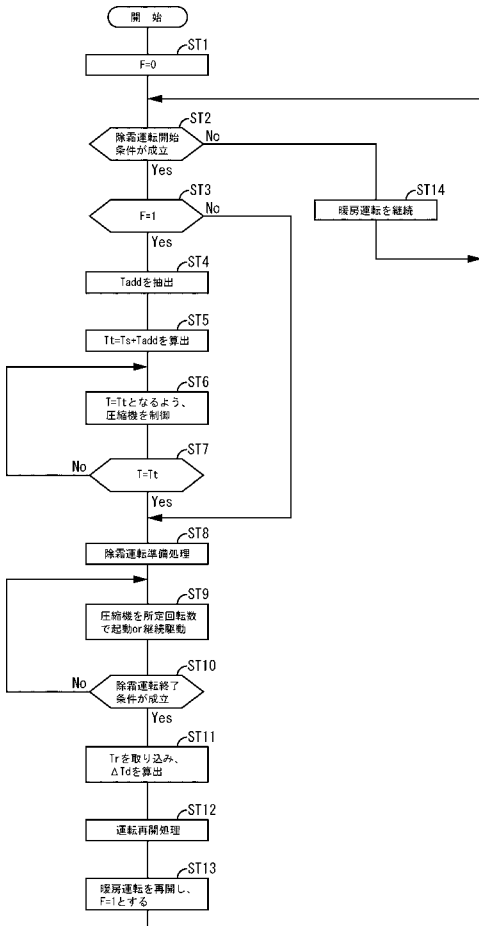 開始
ST1
F=0
ST2
除霜運転開始
条件が成立
No
Yes
ST14
暖房運転を継続
ST3
F=1
No
Yes
ST4
Taddを抽出
ST5
Tt=Ts+Taddを算出
ST6
T=Ttとなるよう、
圧縮機を制御
ST7
T=Tt
No
Yes
ST8
除霜運転準備処理
ST9
圧縮機を所定回転数
で起動or継続駆動
ST10
除霜運転終了
条件が成立
No
Yes
ST11
Trを取り込み、
ΔTdを算出
ST12
運転再開処理
ST13
暖房運転を再開し、
F=1とする